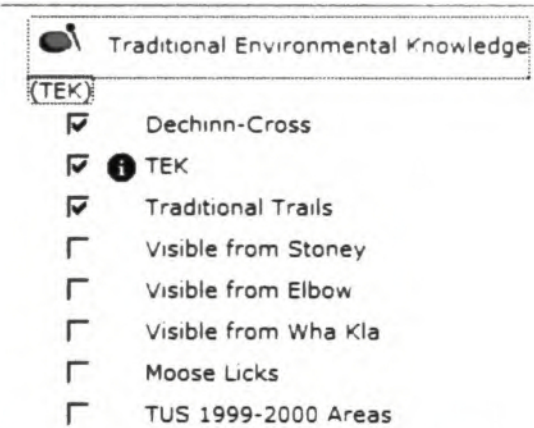 Traditional Environmental Knowledge
(TEK)
Dechinn-Cross
TEK
Traditional Trails
Visible from Stoney
Visible from Elbow
Visible from Wha Kla
Moose Licks
TUS 1999-2000 Areas